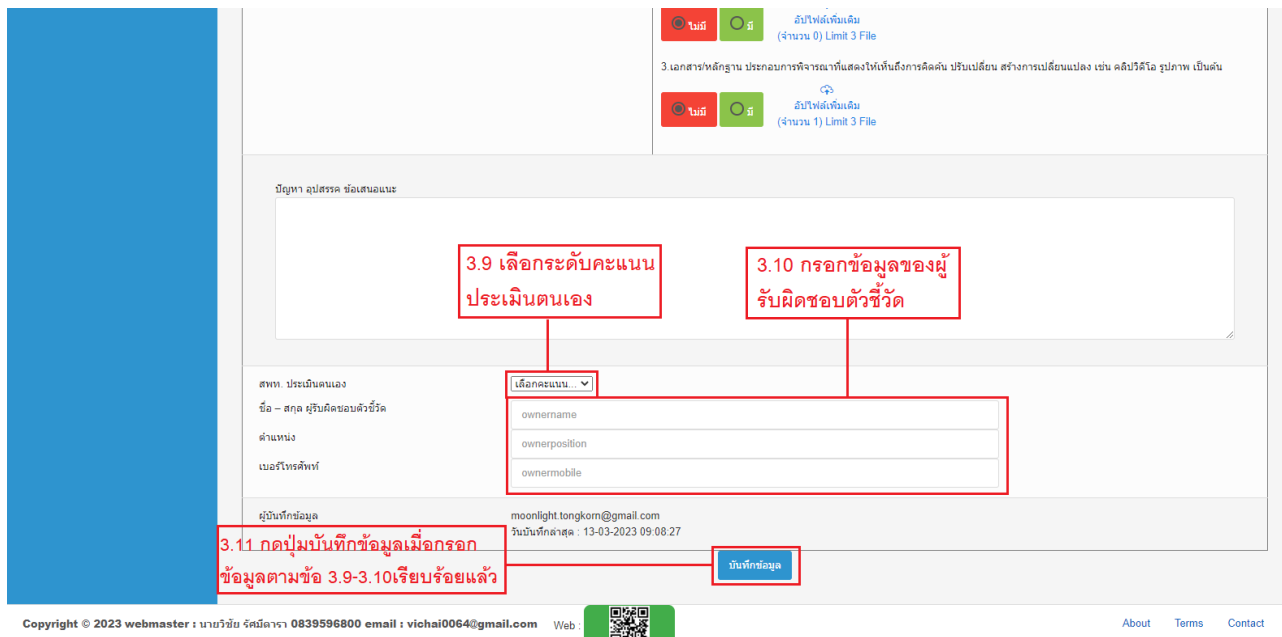 ไม่มี
มี
อัปไฟล์เพิ่มเติม
(จำนวน 0) Limit 3 File
3.เอกสาร/หลักฐาน ประกอบการพิจารณาที่แสดงให้เห็นถึงการคิดค้น ปรับเปลี่ยน สร้างการเปลี่ยนแปลง เช่น คลิปวิดีโอ รูปภาพ เป็นต้น
ไม่มี
มี
อัปไฟล์เพิ่มเติม
(จำนวน 1) Limit 3 File
ปัญหา อุปสรรค ข้อเสนอแนะ
3.9 เลือกระดับคะแนน
ประเมินตนเอง
3.10 กรอกข้อมูลของผู้
รับผิดชอบตัวชี้วัด
สพท. ประเมินตนเอง
เลือกคะแนน...
ชื่อ – สกุล ผู้รับผิดชอบตัวชี้วัด
ownername
ตำแหน่ง
ownerposition
เบอร์โทรศัพท์
ownermobile
ผู้บันทึกข้อมูล
moonlight.tongkorn@gmail.com
วันบันทึกล่าสุด : 13-03-2023 09:08:27
3.11 กดปุ่มบันทึกข้อมูลเมื่อกรอก
ข้อมูลตามข้อ 3.9-3.10เรียบร้อยแล้ว
บันทึกข้อมูล
Copyright © 2023 webmaster : นายวิชัย รัศมีดารา 0839596800 email : vichai0064@gmail.com Web :
About Terms Contact